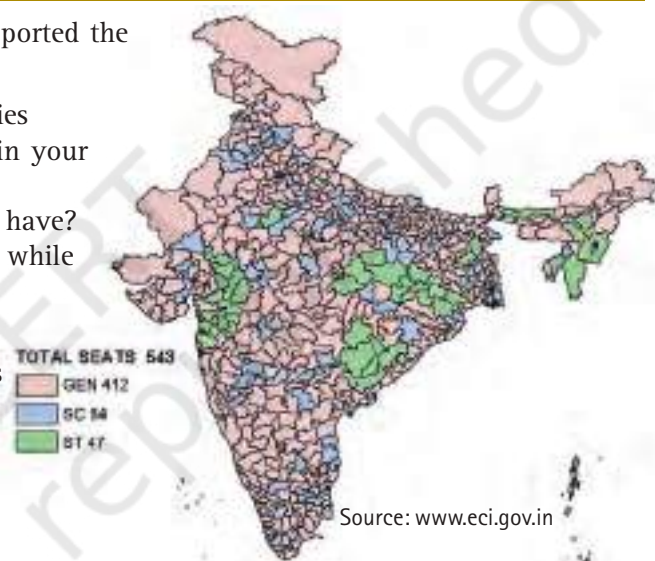 ported the
ies
in your
have?
while
s
TOTAL SEATS 543
GEN 412
SC 84
ST 47
Source: www.eci.gov.in
republished